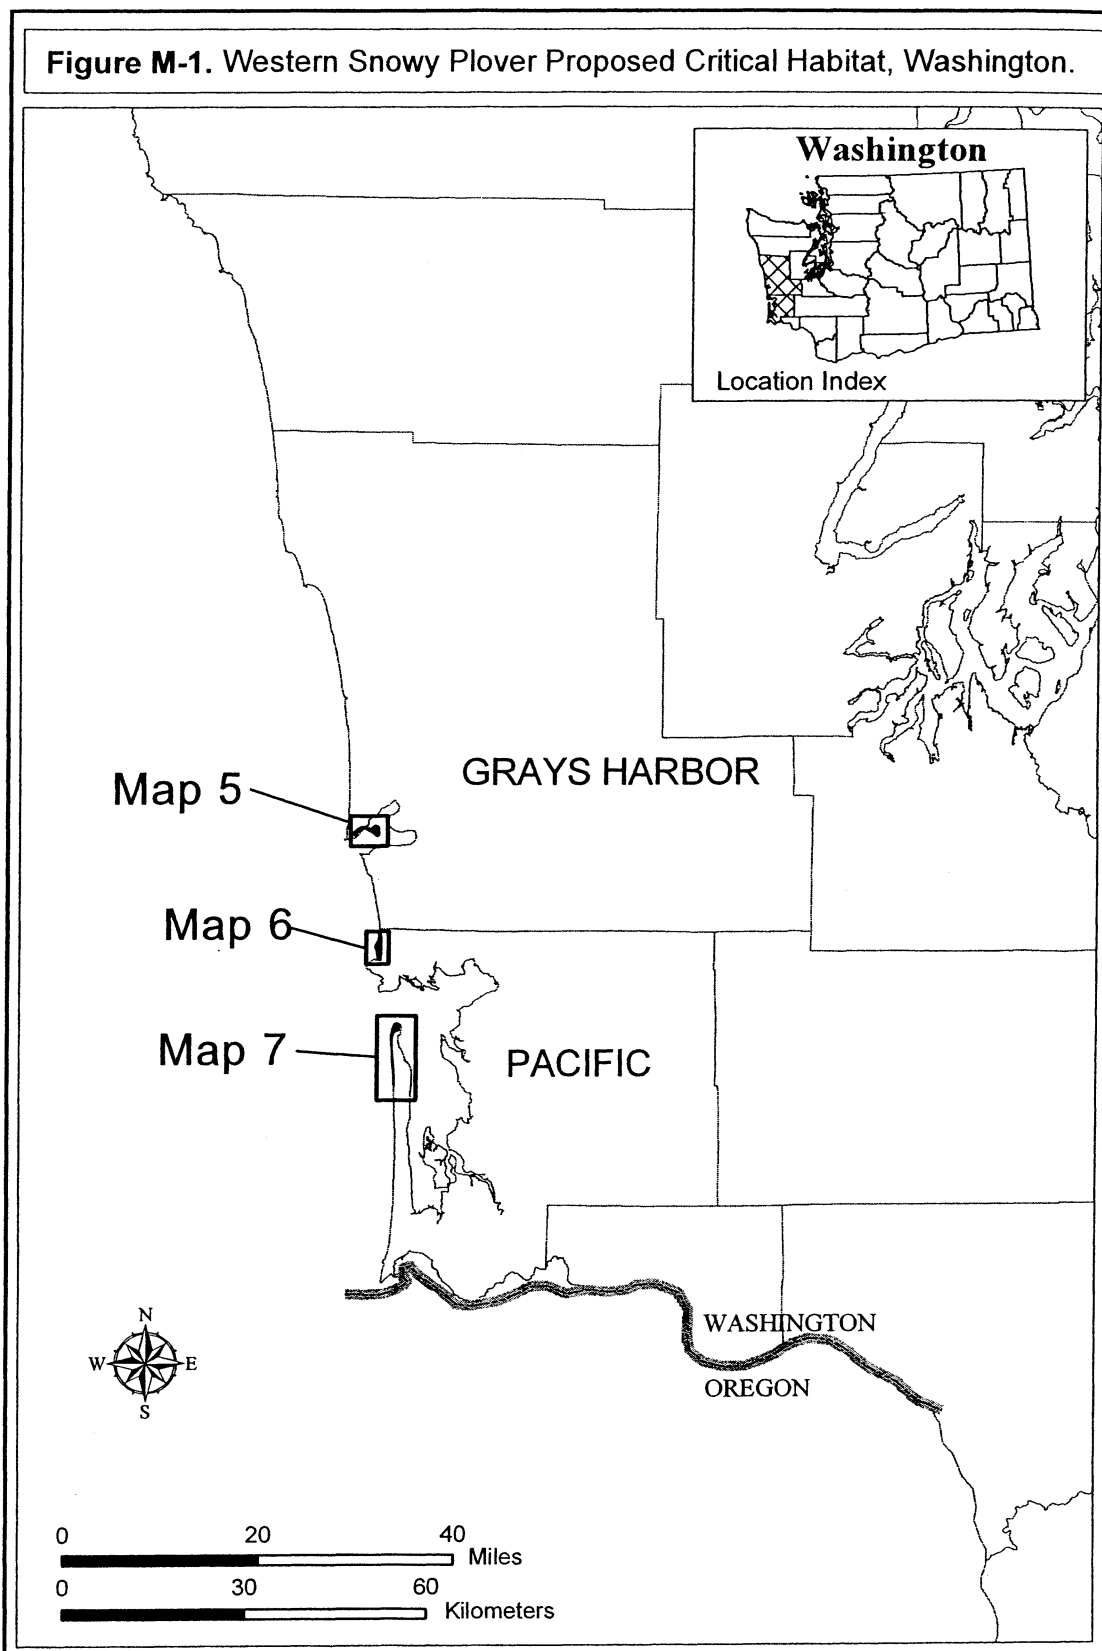 Figure M-1. Western Snowy Plover Proposed Critical Habitat, Washington.
Washington
Location Index
GRAYS HARBOR
Map 5
Map 6
Map 7
PACIFIC
WASHINGTON
OREGON
N
W E
S
0 20 40
Miles
0 30 60
Kilometers